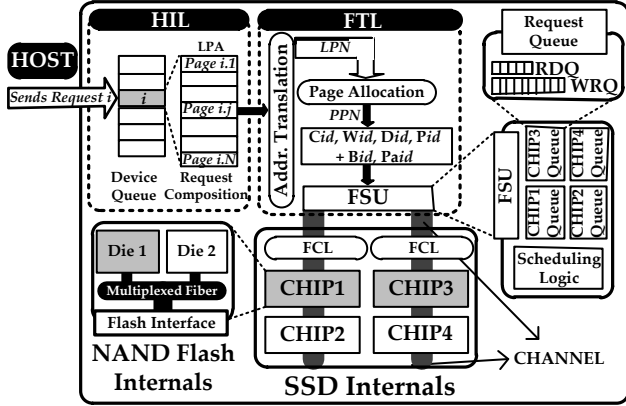 HIL
FTL
HOST
Sends Request i
i
Device
Queue
LPA
Page i.1
Page i.j
Page i.N
Request
Composition
Addr. Translation
LPN
Page Allocation
PPN
Cid, Wid, Did, Pid
+ Bid, Paid
FSU
Request
Queue
RDQ
WRQ
FSU
CHIP3
Queue
CHIP4
Queue
CHIP1
Queue
CHIP2
Queue
Scheduling
Logic
Die 1
Die 2
Multiplexed Fiber
Flash Interface
NAND Flash
Internals
FCL
FCL
CHIP1
CHIP3
CHIP2
CHIP4
SSD Internals
CHANNEL